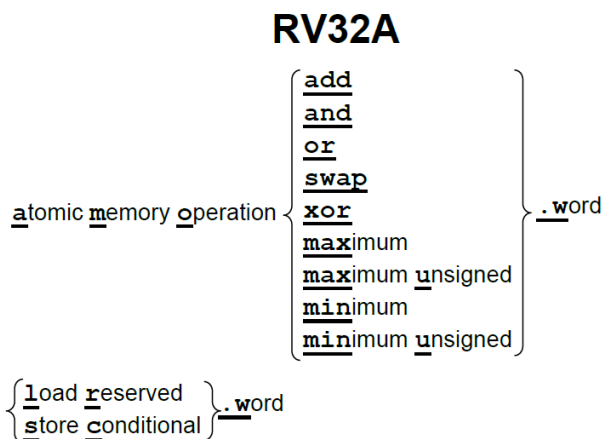 RV32A
add
and
or
swap
atomic memory operation xor .word
maximum
maximum unsigned
minimum
minimum unsigned
load reserved
.word
store conditional